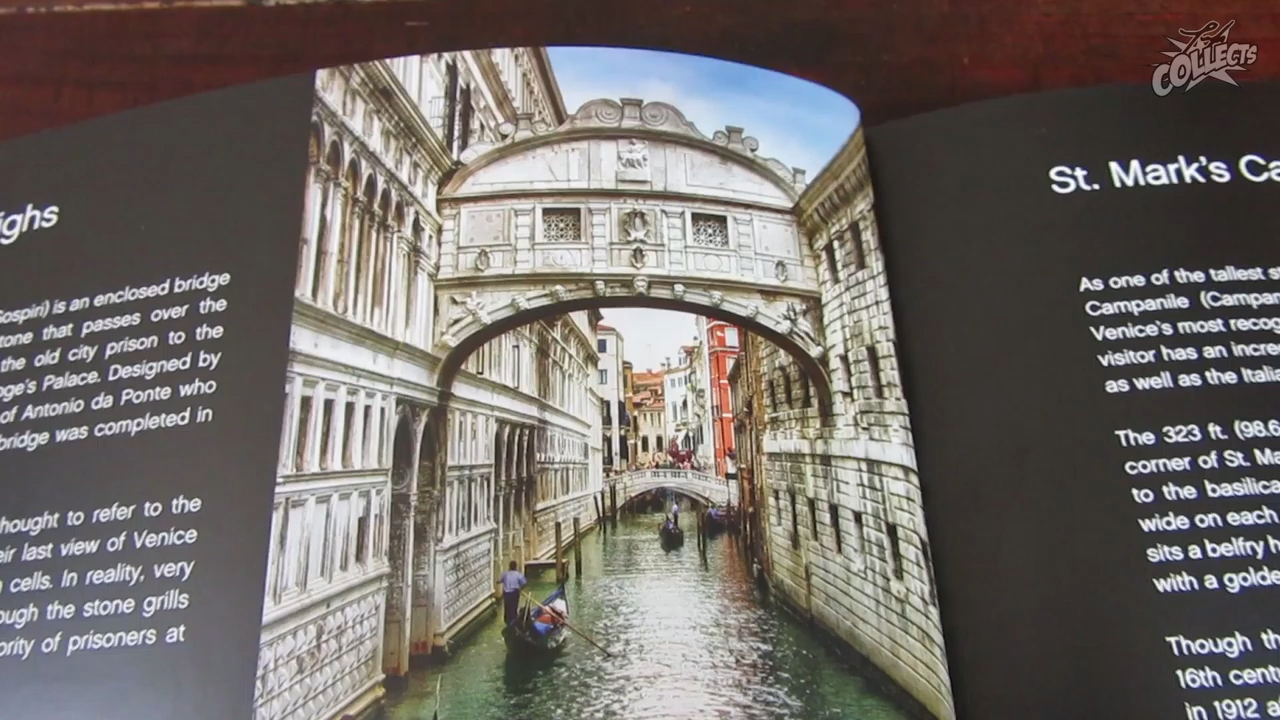 ighs
Sospiri) is an enclosed bridge
tone that passes over the
the old city prison to the
oge's Palace. Designed by
of Antonio da Ponte who
bridge was completed in
hought to refer to the
eir last view of Venice
cells. In reality, very
ough the stone grills
ority of prisoners at
St. Mark's Ca
As one of the tallest s
Campanile (Campan
Venice's most recog
visitor has an incre
as well as the Italia
The 323 ft. (98.6
corner of St. Ma
to the basilica
wide on each
sits a belfry h
with a golde
Though th
16th centu
in 1912 a
COLLECTS